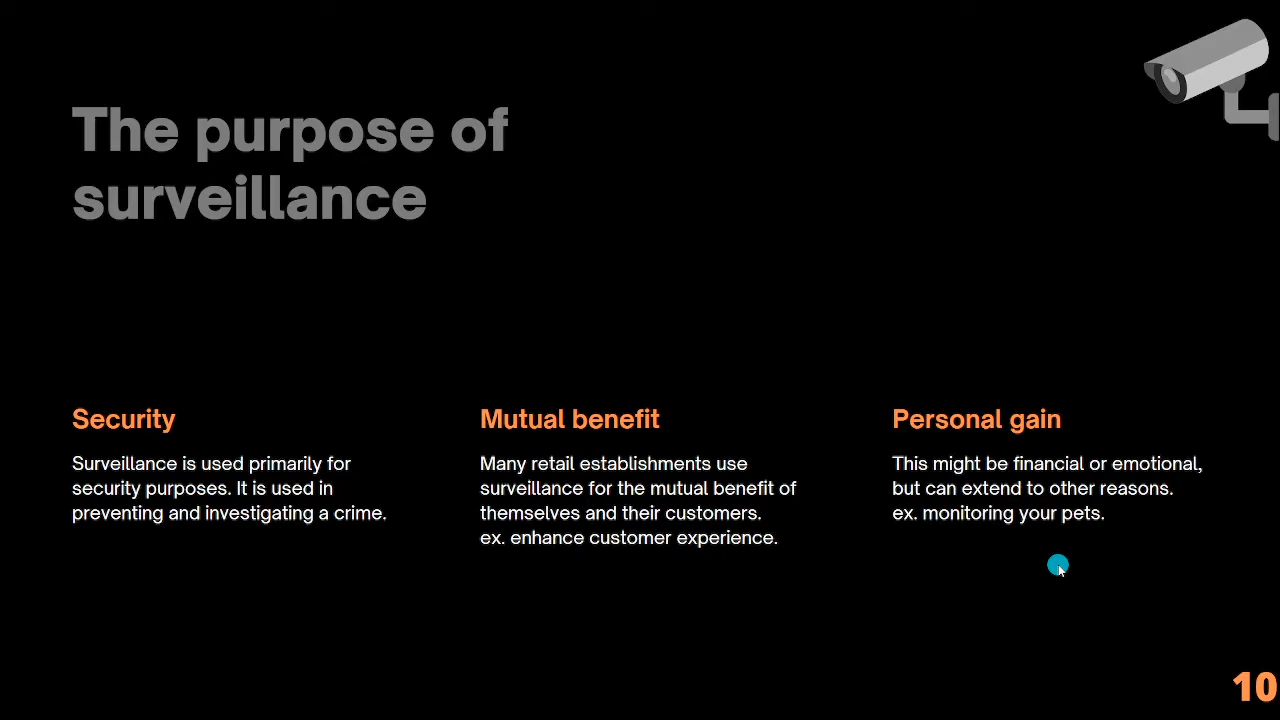 The purpose of
surveillance
Security
Surveillance is used primarily for
security purposes. It is used in
preventing and investigating a crime.
Mutual benefit
Many retail establishments use
surveillance for the mutual benefit of
themselves and their customers.
ex. enhance customer experience.
Personal gain
This might be financial or emotional,
but can extend to other reasons.
ex. monitoring your pets.
10